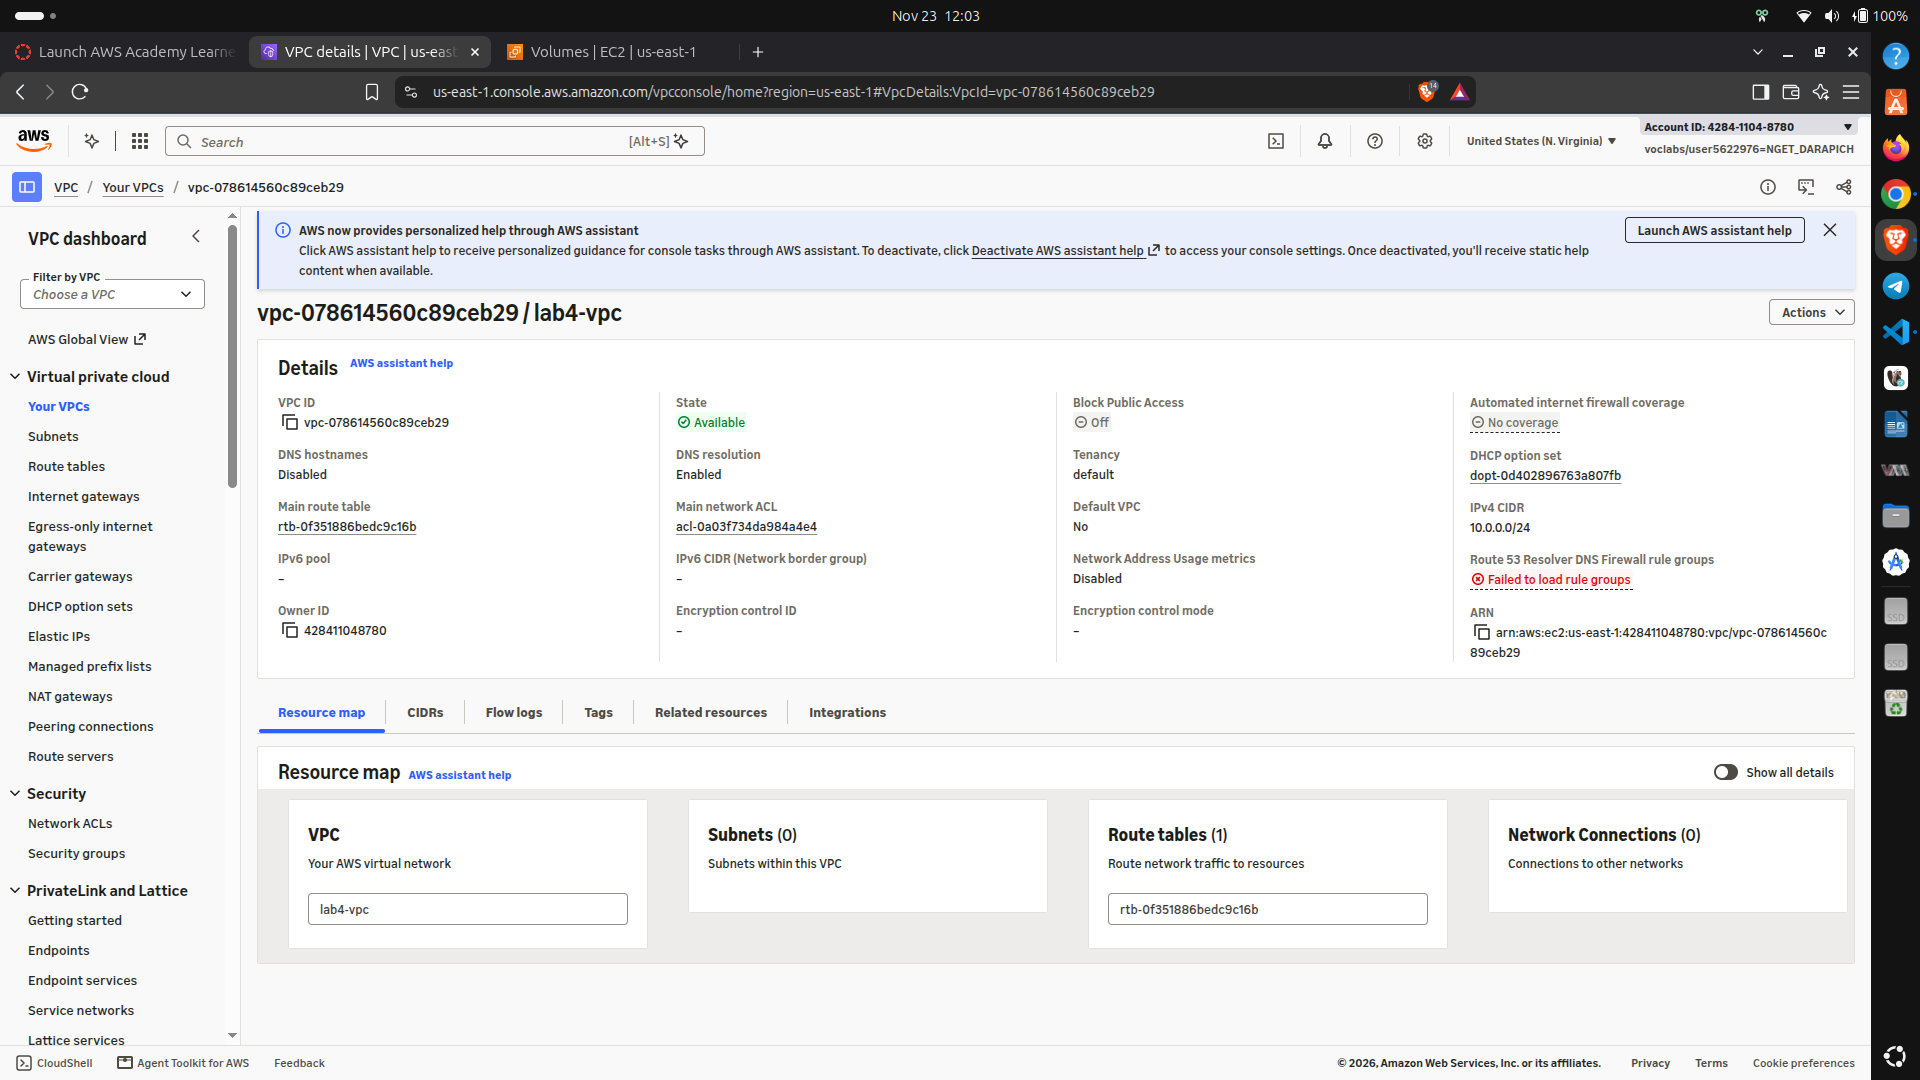 Nov 23 12:03
100%
Launch AWS Academy Learne
VPC details | VPC | us-east
Volumes | EC2 | us-east-1
us-east-1.console.aws.amazon.com/vpcconsole/home?region=us-east-1#VpcDetails:VpcId=vpc-078614560c89ceb29
14
aws
Search
[Alt+S]
United States (N. Virginia)
Account ID: 4284-1104-8780
voclabs/user5622976=NGET_DARAPICH
VPC / Your VPCs / vpc-078614560c89ceb29
VPC dashboard
Filter by VPC
Choose a VPC
AWS Global View
Virtual private cloud
Your VPCs
Subnets
Route tables
Internet gateways
Egress-only internet
gateways
Carrier gateways
DHCP option sets
Elastic IPs
Managed prefix lists
NAT gateways
Peering connections
Route servers
Security
Network ACLs
Security groups
PrivateLink and Lattice
Getting started
Endpoints
Endpoint services
Service networks
Lattice services
AWS now provides personalized help through AWS assistant
Click AWS assistant help to receive personalized guidance for console tasks through AWS assistant. To deactivate, click Deactivate AWS assistant help to access your console settings. Once deactivated, you'll receive static help
content when available.
Launch AWS assistant help
vpc-078614560c89ceb29 / lab4-vpc
Actions
Details
AWS assistant help
VPC ID
vpc-078614560c89ceb29
State
Available
Block Public Access
Off
Automated internet firewall coverage
No coverage
DNS hostnames
Disabled
DNS resolution
Enabled
Tenancy
default
DHCP option set
dopt-0d402896763a807fb
Main route table
rtb-0f351886bedc9c16b
Main network ACL
acl-0a03f734da984a4e4
Default VPC
No
IPv4 CIDR
10.0.0.0/24
IPv6 pool
–
IPv6 CIDR (Network border group)
–
Network Address Usage metrics
Disabled
Route 53 Resolver DNS Firewall rule groups
Failed to load rule groups
Owner ID
428411048780
Encryption control ID
–
Encryption control mode
–
ARN
arn:aws:ec2:us-east-1:428411048780:vpc/vpc-078614560c
89ceb29
Resource map
CIDRs
Flow logs
Tags
Related resources
Integrations
Resource map
AWS assistant help
Show all details
VPC
Your AWS virtual network
lab4-vpc
Subnets (0)
Subnets within this VPC
Route tables (1)
Route network traffic to resources
rtb-0f351886bedc9c16b
Network Connections (0)
Connections to other networks
CloudShell
Agent Toolkit for AWS
Feedback
© 2026, Amazon Web Services, Inc. or its affiliates.
Privacy
Terms
Cookie preferences
SSD
SSD